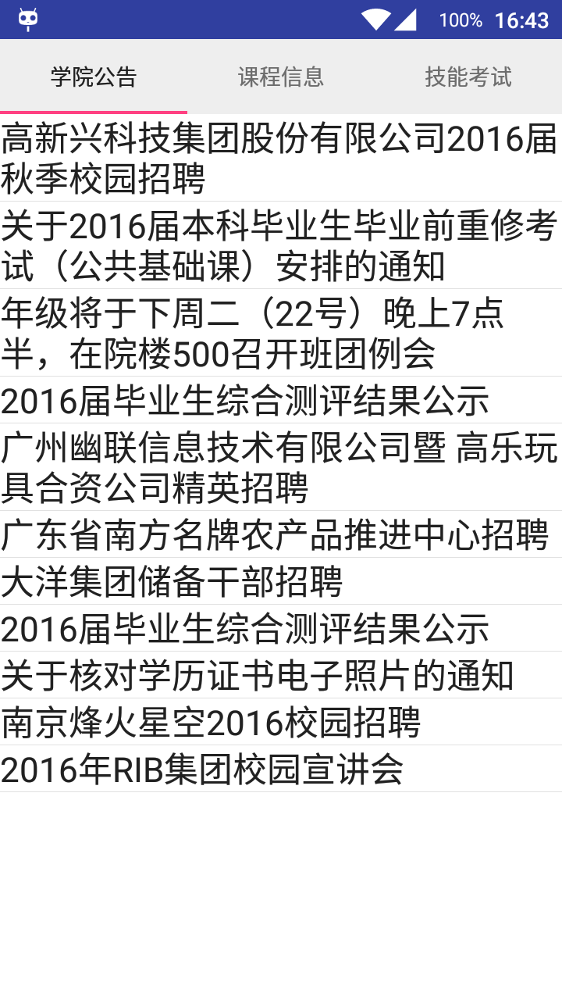 100% 16:43
学院公告 课程信息 技能考试
高新兴科技集团股份有限公司2016届
秋季校园招聘
关于2016届本科毕业生毕业前重修考
试（公共基础课）安排的通知
年级将于下周二（22号）晚上7点
半，在院楼500召开班团例会
2016届毕业生综合测评结果公示
广州幽联信息技术有限公司暨 高乐玩
具合资公司精英招聘
广东省南方名牌农产品推进中心招聘
大洋集团储备干部招聘
2016届毕业生综合测评结果公示
关于核对学历证书电子照片的通知
南京烽火星空2016校园招聘
2016年RIB集团校园宣讲会